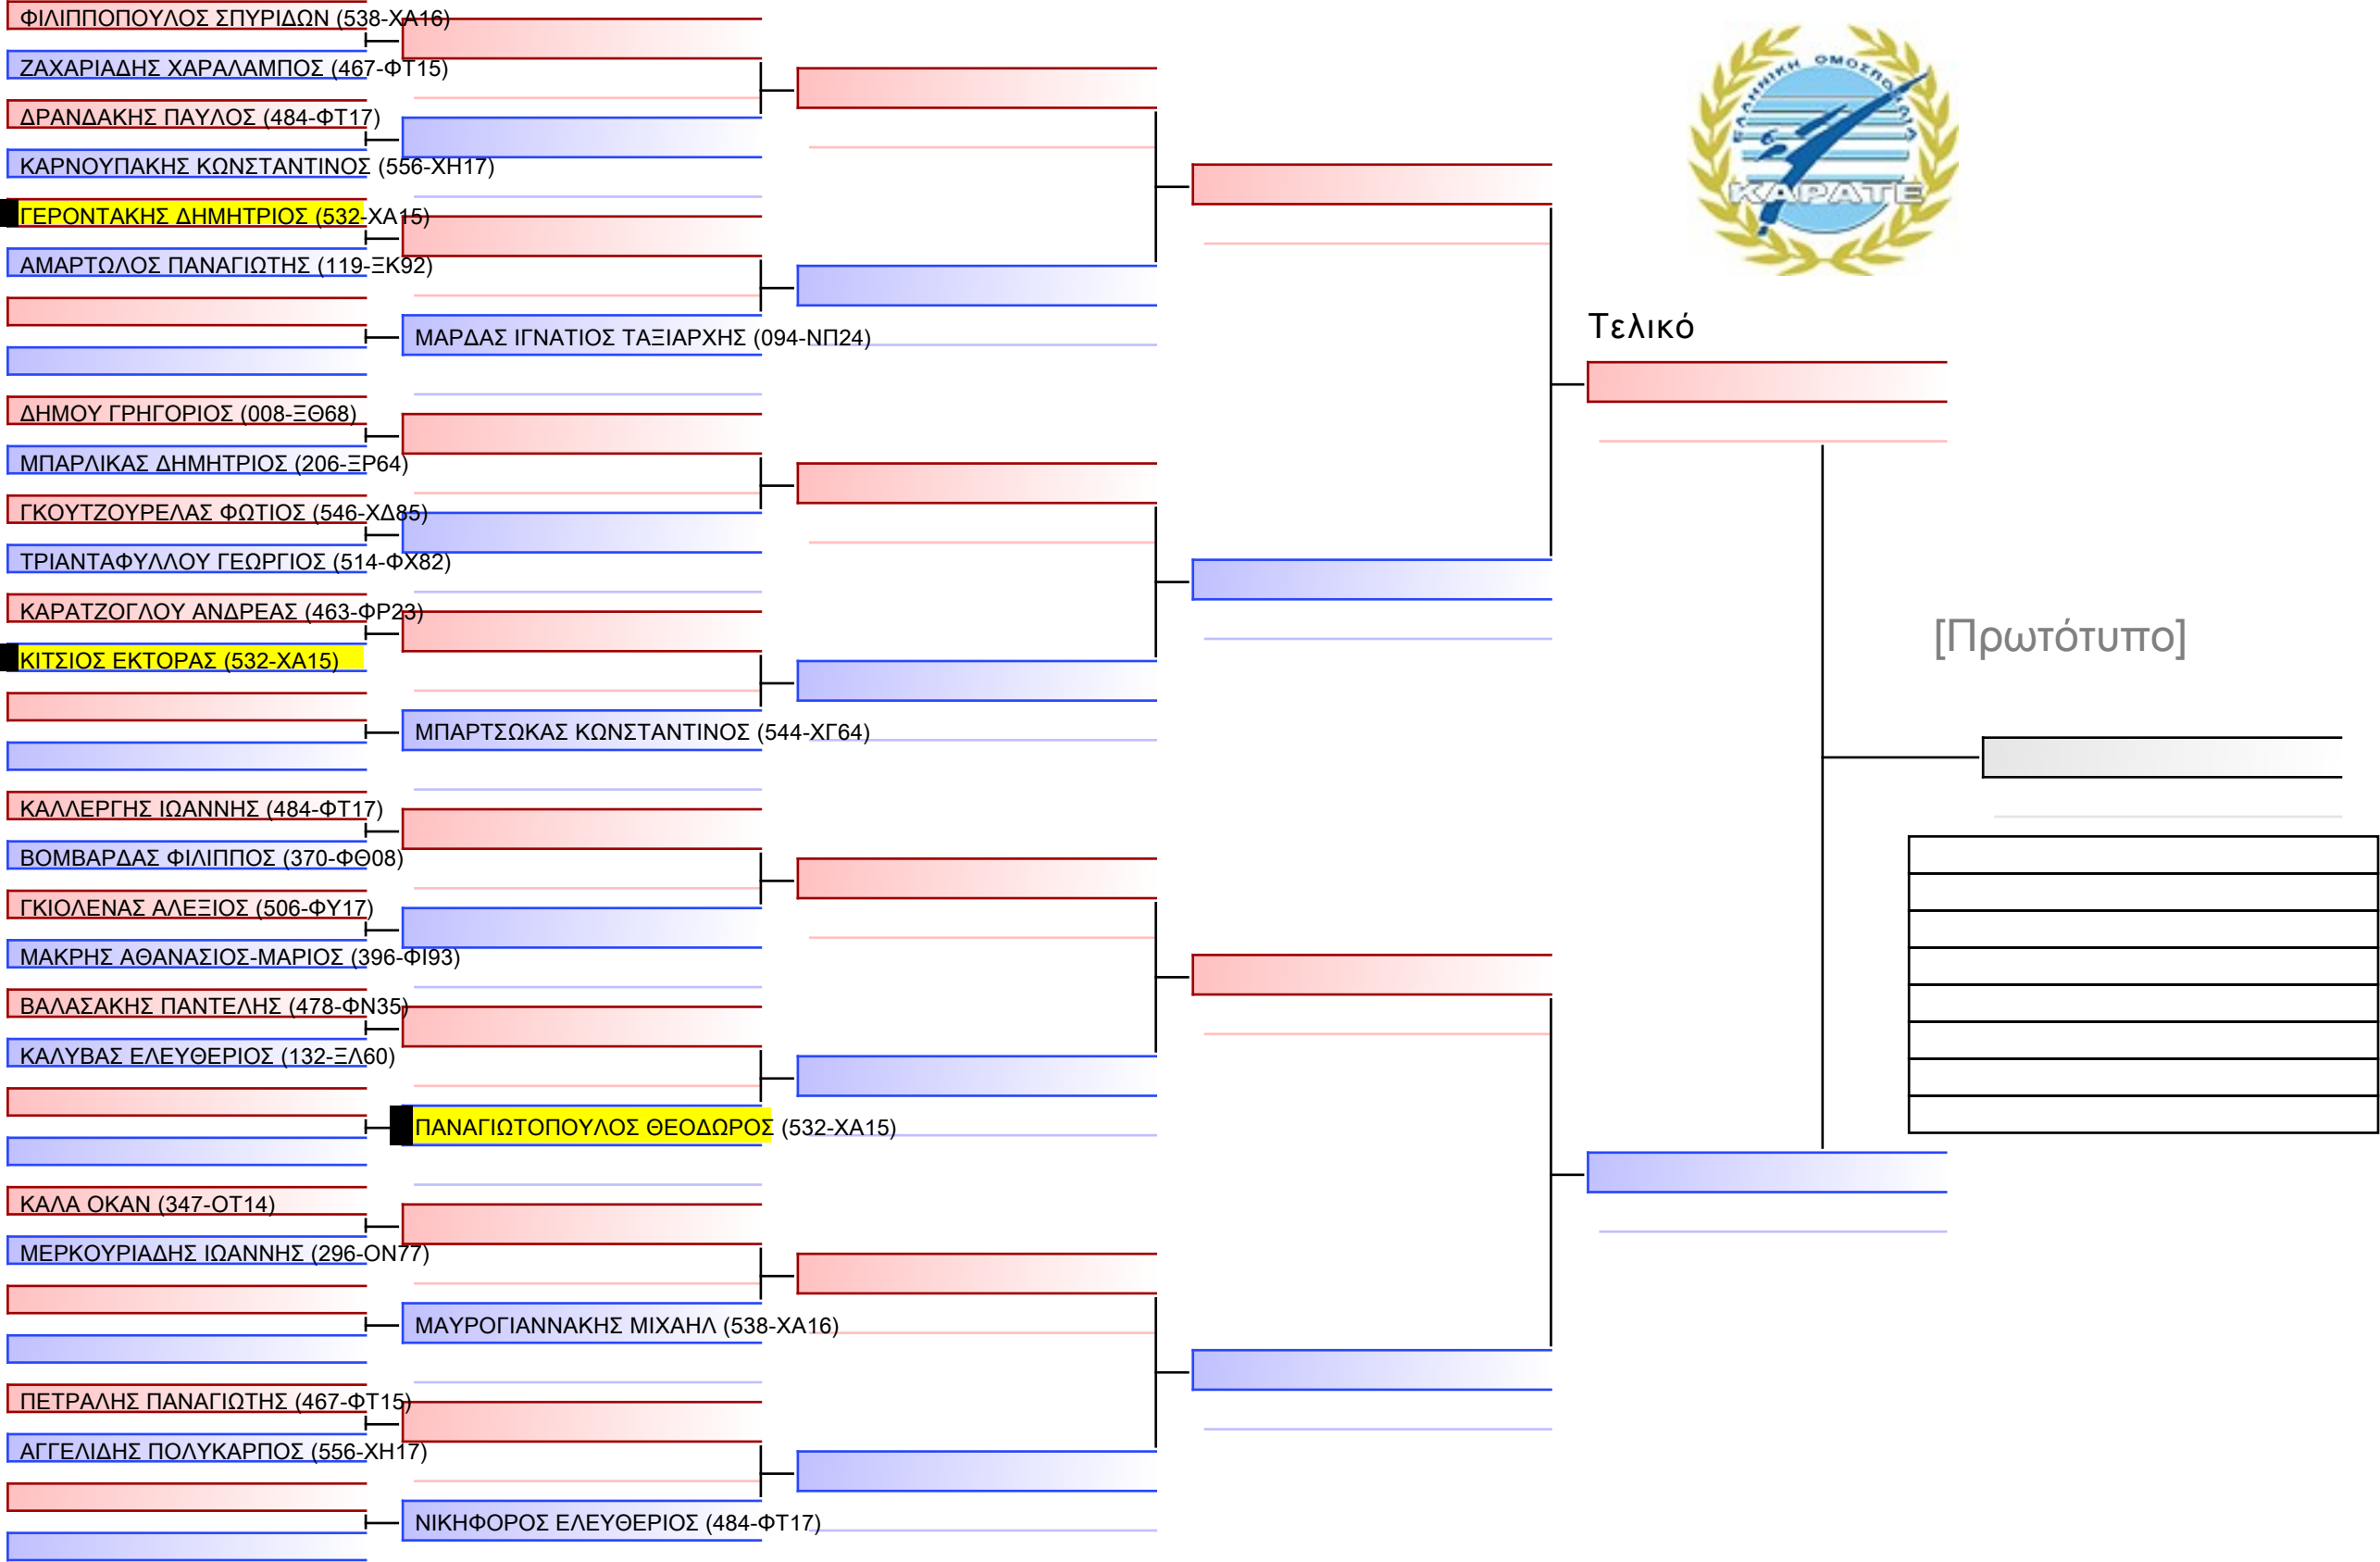 ΦΙΛΙΠΠΟΠΟΥΛΟΣ ΣΠΥΡΙΔΩΝ (538-ΧΑ16)
ΖΑΧΑΡΙΑΔΗΣ ΧΑΡΑΛΑΜΠΟΣ (467-ΦΤ15)
ΔΡΑΝΔΑΚΗΣ ΠΑΥΛΟΣ (484-ΦΤ17)
ΚΑΡΝΟΥΠΑΚΗΣ ΚΩΝΣΤΑΝΤΙΝΟΣ (556-ΧΗ17)
ΓΕΡΟΝΤΑΚΗΣ ΔΗΜΗΤΡΙΟΣ (532-ΧΑ15)
ΑΜΑΡΤΩΛΟΣ ΠΑΝΑΓΙΩΤΗΣ (119-ΞΚ92)
ΜΑΡΔΑΣ ΙΓΝΑΤΙΟΣ ΤΑΞΙΑΡΧΗΣ (094-ΝΠ24)
ΔΗΜΟΥ ΓΡΗΓΟΡΙΟΣ (008-ΞΘ68)
ΜΠΑΡΛΙΚΑΣ ΔΗΜΗΤΡΙΟΣ (206-ΞΡ64)
ΓΚΟΥΤΖΟΥΡΕΛΑΣ ΦΩΤΙΟΣ (546-ΧΔ85)
ΤΡΙΑΝΤΑΦΥΛΛΟΥ ΓΕΩΡΓΙΟΣ (514-ΦΧ82)
ΚΑΡΑΤΖΟΓΛΟΥ ΑΝΔΡΕΑΣ (463-ΦΡ23)
ΚΙΤΣΙΟΣ ΕΚΤΟΡΑΣ (532-ΧΑ15)
ΜΠΑΡΤΣΩΚΑΣ ΚΩΝΣΤΑΝΤΙΝΟΣ (544-ΧΓ64)
ΚΑΛΛΕΡΓΗΣ ΙΩΑΝΝΗΣ (484-ΦΤ17)
ΒΟΜΒΑΡΔΑΣ ΦΙΛΙΠΠΟΣ (370-ΦΘ08)
ΓΚΙΟΛΕΝΑΣ ΑΛΕΞΙΟΣ (506-ΦΥ17)
ΜΑΚΡΗΣ ΑΘΑΝΑΣΙΟΣ-ΜΑΡΙΟΣ (396-ΦΙ93)
ΒΑΛΑΣΑΚΗΣ ΠΑΝΤΕΛΗΣ (478-ΦΝ35)
ΚΑΛΥΒΑΣ ΕΛΕΥΘΕΡΙΟΣ (132-ΞΛ60)
ΠΑΝΑΓΙΩΤΟΠΟΥΛΟΣ ΘΕΟΔΩΡΟΣ (532-ΧΑ15)
ΚΑΛΑ ΟΚΑΝ (347-ΟΤ14)
ΜΕΡΚΟΥΡΙΑΔΗΣ ΙΩΑΝΝΗΣ (296-ΟΝ77)
ΜΑΥΡΟΓΙΑΝΝΑΚΗΣ ΜΙΧΑΗΛ (538-ΧΑ16)
ΠΕΤΡΑΛΗΣ ΠΑΝΑΓΙΩΤΗΣ (467-ΦΤ15)
ΑΓΓΕΛΙΔΗΣ ΠΟΛΥΚΑΡΠΟΣ (556-ΧΗ17)
ΝΙΚΗΦΟΡΟΣ ΕΛΕΥΘΕΡΙΟΣ (484-ΦΤ17)
ΕΛΛΗΝΙΚΗ ΟΜΟΣΠΟΝΔΙΑ
ΚΑΡΑΤΕ
Τελικό
[Πρωτότυπο]